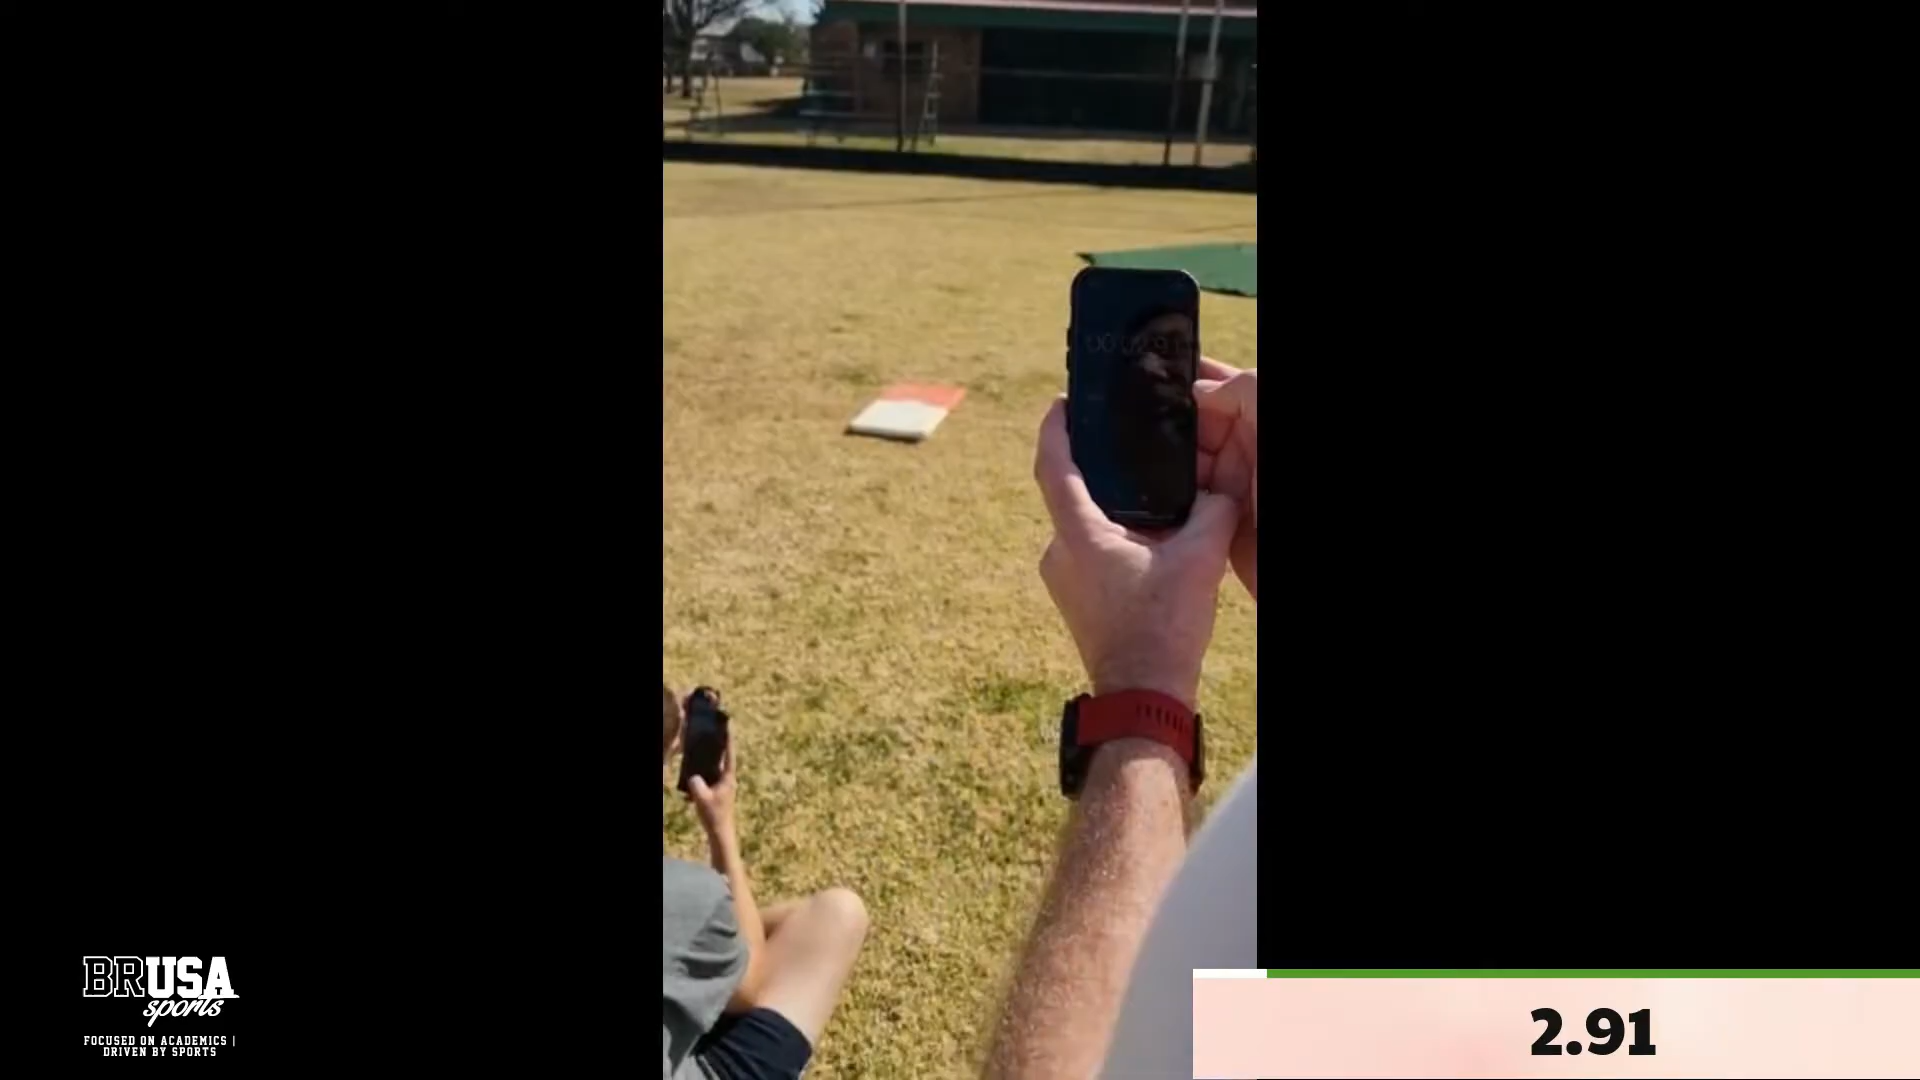 BRUSA
sports
FOCUSED ON ACADEMICS |
DRIVEN BY SPORTS
2.91